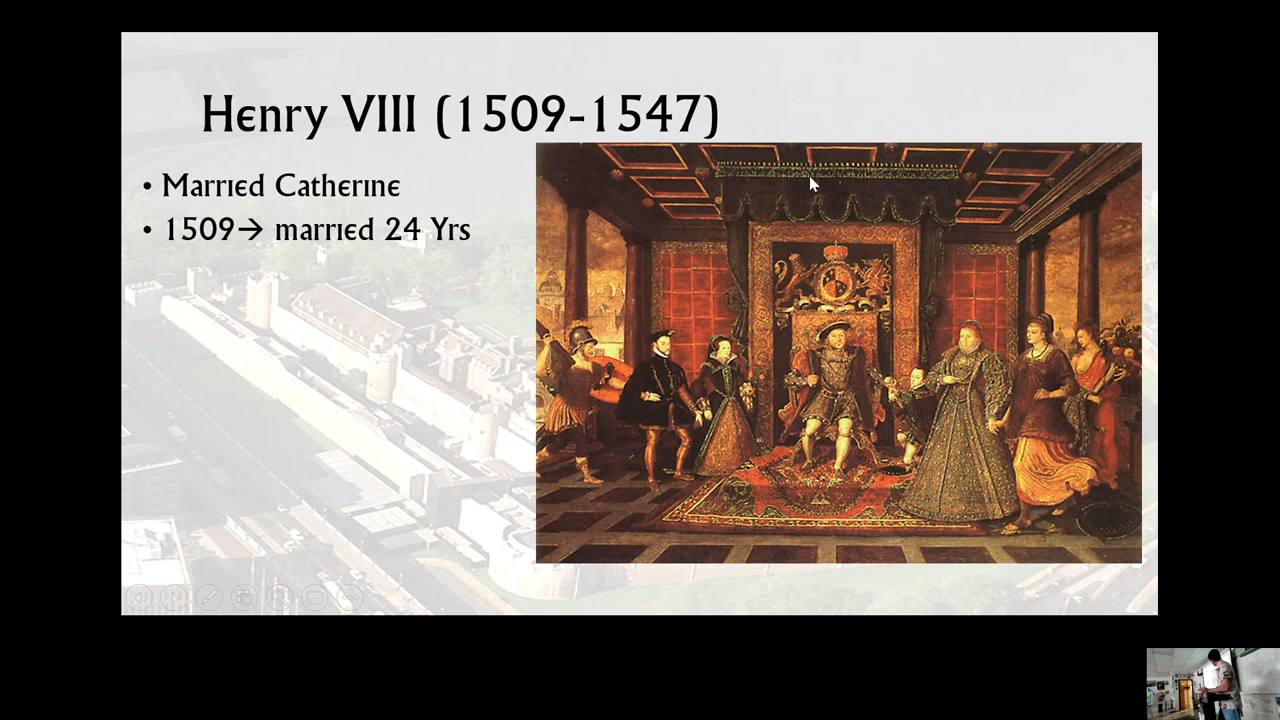 Henry VIII (1509-1547)
• Married Catherine
• 1509→ married 24 Yrs